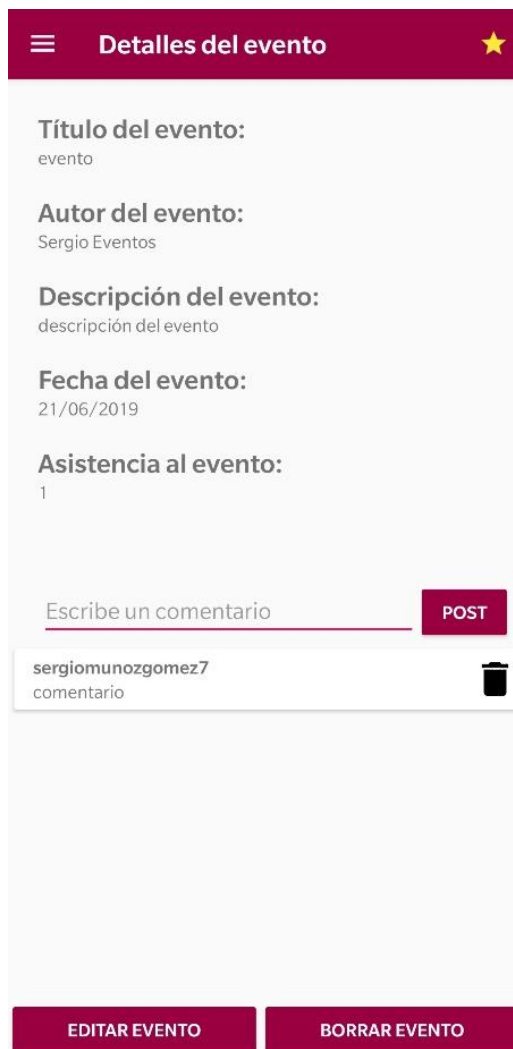 Detalles del evento
Título del evento:
evento
Autor del evento:
Sergio Eventos
Descripción del evento:
descripción del evento
Fecha del evento:
21/06/2019
Asistencia al evento:
1
Escribe un comentario
POST
sergiomunozgomez7
comentario
EDITAR EVENTO
BORRAR EVENTO